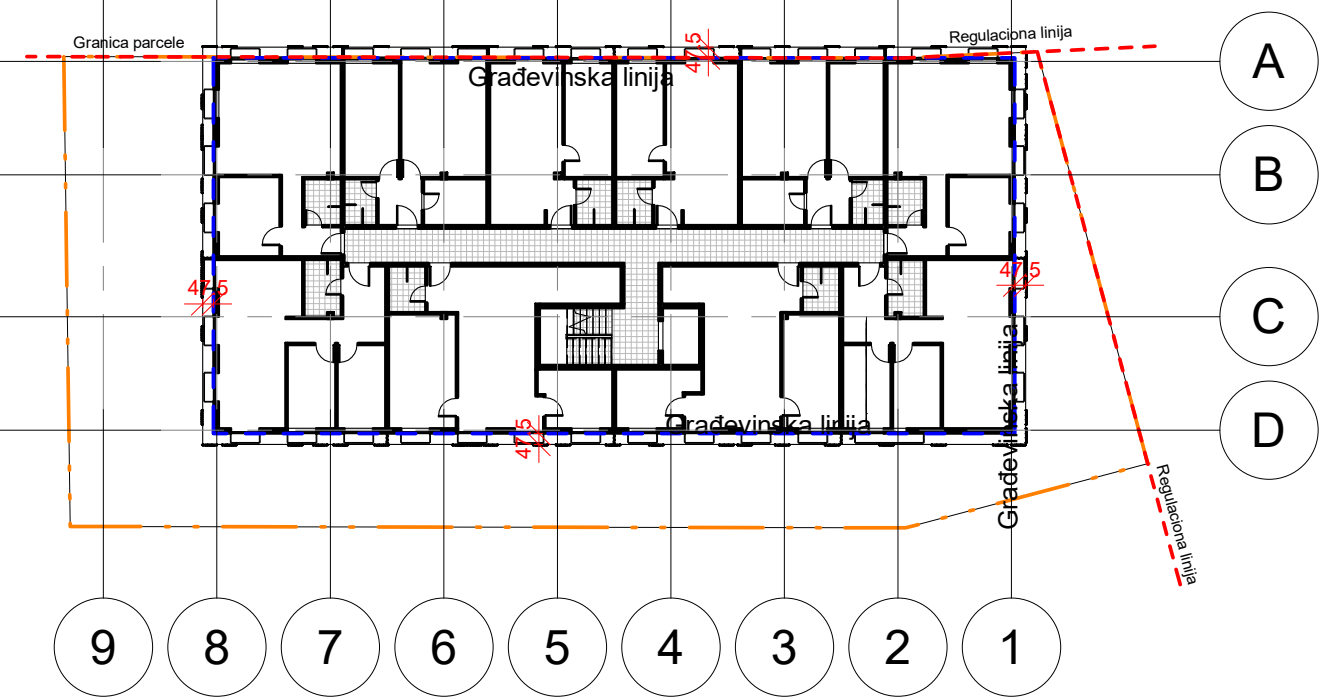 Granica parcele
Regulaciona linija
A
47.5
Građevinska linija
B
47.5
47.5
C
Građevinska linija
Građevinska linija
47.5
D
Regulaciona linija
9 8 7 6 5 4 3 2 1